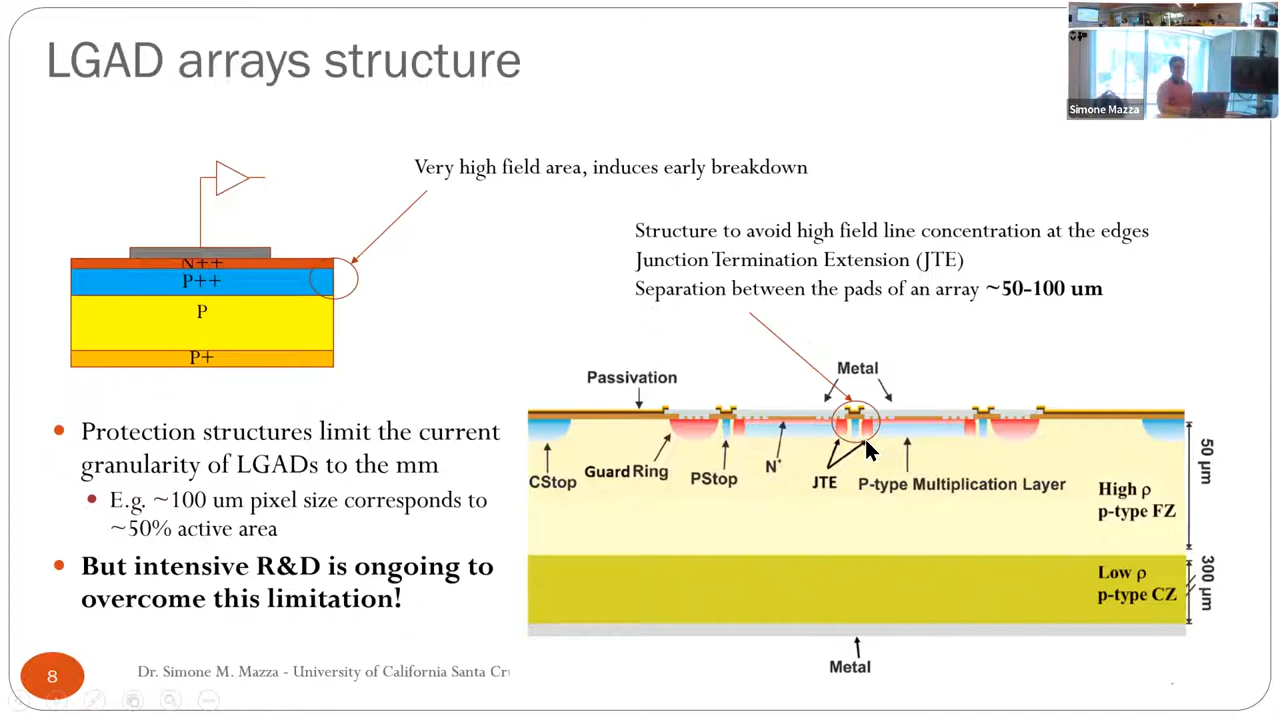 LGAD arrays structure
Simone Mazza
Very high field area, induces early breakdown
Structure to avoid high field line concentration at the edges
Junction Termination Extension (JTE)
Separation between the pads of an array ~50-100 um
N++
P++
P
P+
Metal
Passivation
CStop
Guard Ring
PStop
N+
JTE
P-type Multiplication Layer
High ρ
p-type FZ
50 μm
Low ρ
p-type CZ
300 μm
Metal
Protection structures limit the current
granularity of LGADs to the mm
E.g. ~100 um pixel size corresponds to
~50% active area
But intensive R&D is ongoing to
overcome this limitation!
8
Dr. Simone M. Mazza - University of California Santa Cru